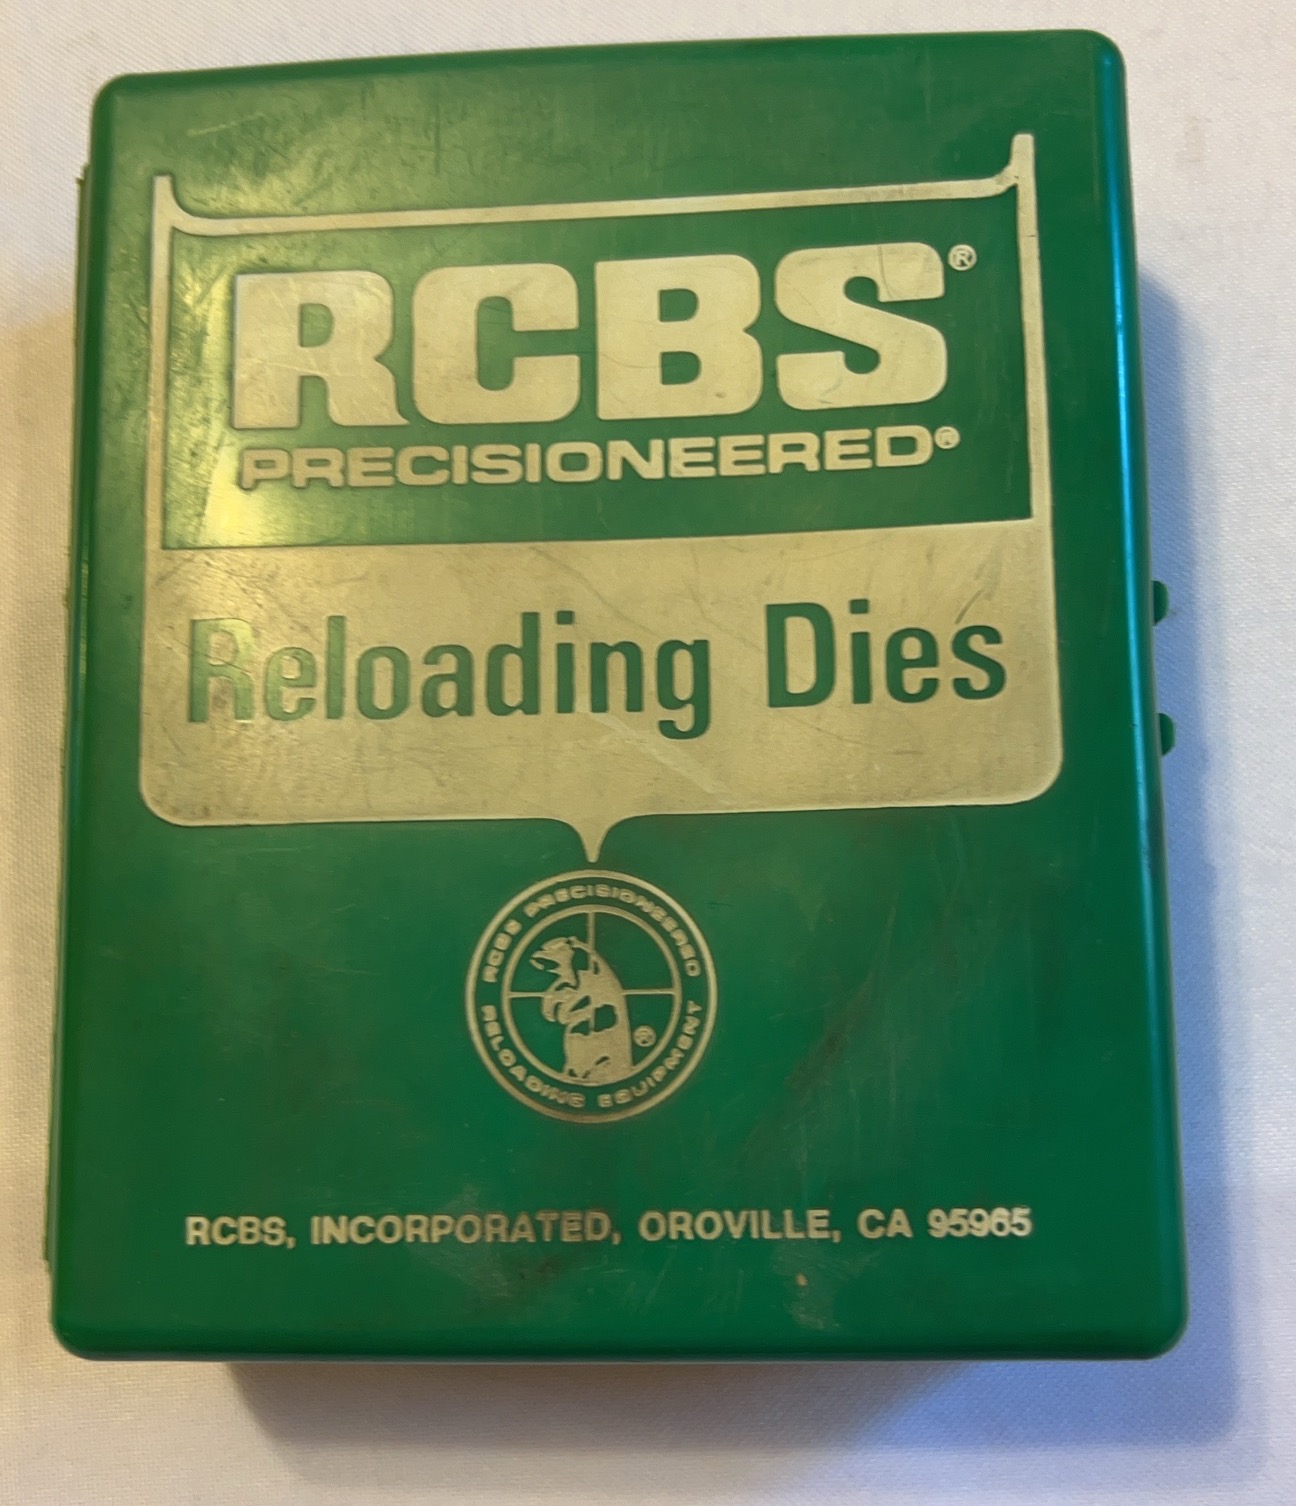 RCBS®
PRECISIONEERED®
Reloading Dies
RCBS PRECISIONEERED
®
RELOADING EQUIPMENT
RCBS, INCORPORATED, OROVILLE, CA 95965